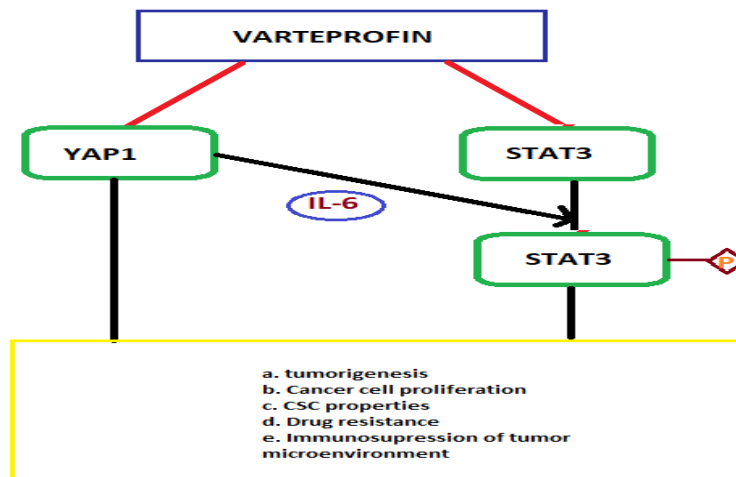 VARTEPROFIN
YAP1
STAT3
IL-6
STAT3
P
a. tumorigenesis
b. Cancer cell proliferation
c. CSC properties
d. Drug resistance
e. Immunosupression of tumor
microenvironment